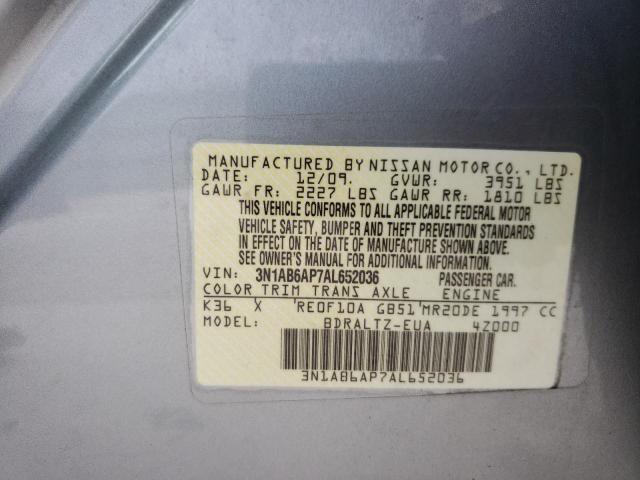 MANUFACTURED BY NISSAN MOTOR CO., LTD.
DATE: 12/09. GVWR: 3951 LBS
GAWR FR: 2227 LBS GAWR RR: 1810 LBS
THIS VEHICLE CONFORMS TO ALL APPLICABLE FEDERAL MOTOR
VEHICLE SAFETY, BUMPER AND THEFT PREVENTION STANDARDS
IN EFFECT ON THE DATE OF MANUFACTURE SHOWN ABOVE.
SEE OWNER'S MANUAL FOR ADDITIONAL INFORMATION.
VIN: 3N1AB6AP7AL652036 PASSENGER CAR.
COLOR TRIM TRANS AXLE ENGINE
K36 X 'RE0F10A GB51'MR20DE 1997 CC
MODEL: BDRALTZ-EUA 4Z000
3N1AB6AP7AL652036